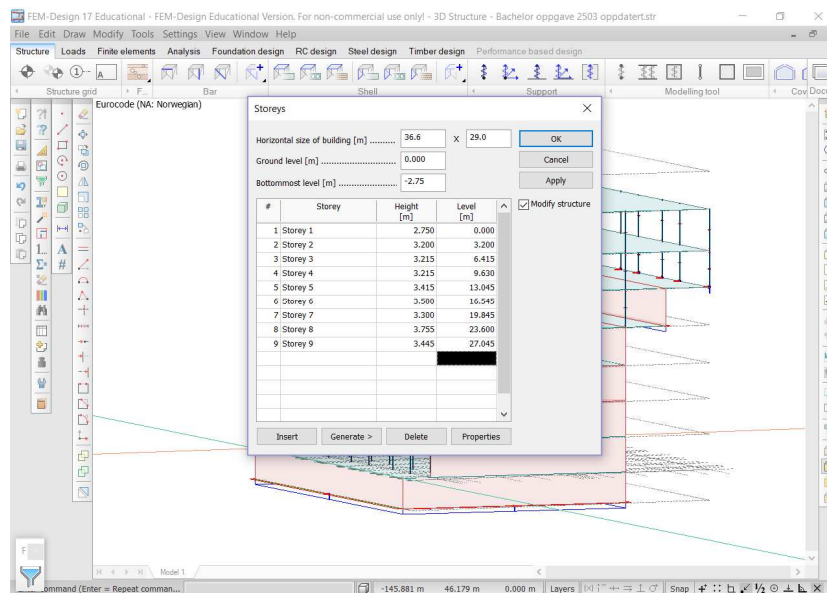 FEM-Design 17 Educational - FEM-Design Educational Version. For non-commercial use only! - 3D Structure - Bachelor oppgave 2503 oppdatert.str
File Edit Draw Modify Tools Settings View Window Help
Structure Loads Finite elements Analysis Foundation design RC design Steel design Timber design Performance based design
Structure grid F... Bar Shell Support Modelling tool Cov Docu
Eurocode (NA: Norwegian)
Storeys
Horizontal size of building [m] .......... 36.6 X 29.0 OK
Ground level [m] ............................ 0.000 Cancel
Bottommost level [m] ...................... -2.75 Apply
# Storey Height [m] Level [m] Modify structure
1 Storey 1 2.750 0.000
2 Storey 2 3.200 3.200
3 Storey 3 3.215 6.415
4 Storey 4 3.215 9.630
5 Storey 5 3.415 13.045
6 Storey 6 3.500 16.545
7 Storey 7 3.300 19.845
8 Storey 8 3.755 23.600
9 Storey 9 3.445 27.045
Insert Generate > Delete Properties
F
Model 1
ommand (Enter = Repeat comman... -145.881 m 46.179 m 0.000 m Layers Snap